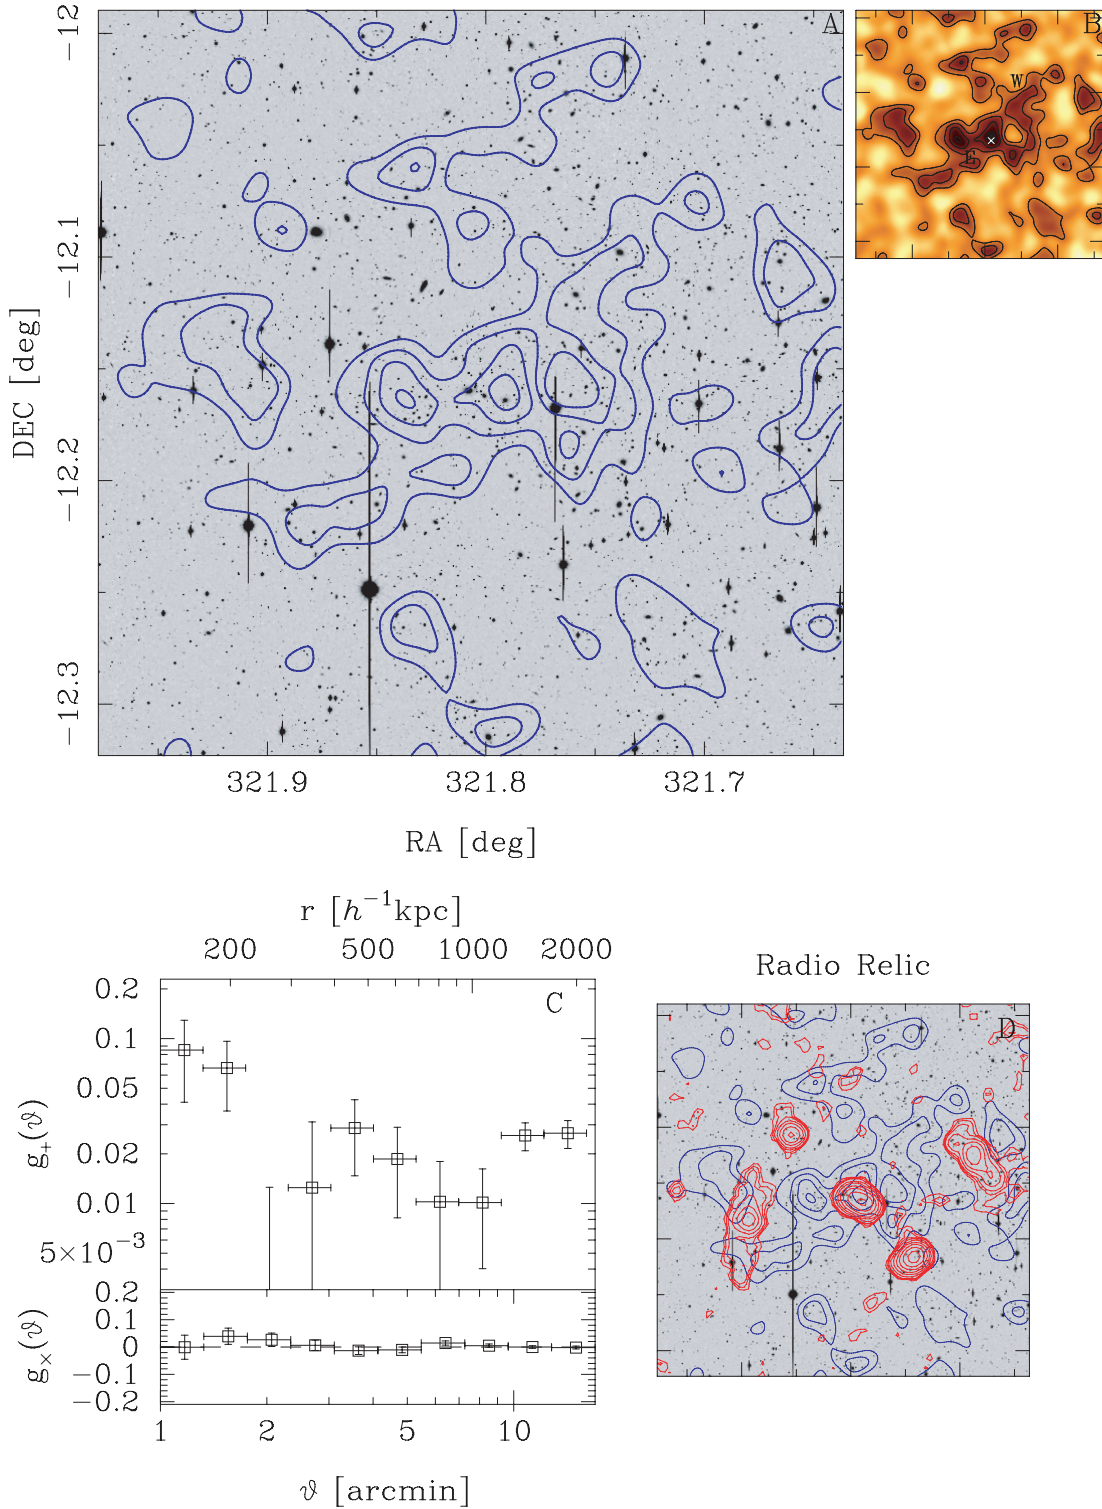 A
B
W
E
−12
−12.1
−12.2
−12.3
DEC [deg]
321.9
321.8
321.7
RA [deg]
r [h⁻¹kpc]
200
500
1000
2000
C
0.2
0.1
0.05
0.02
0.01
5×10⁻³
g₊(ϑ)
0.2
0.1
0
−0.1
−0.2
gₓ(ϑ)
1
2
5
10
ϑ [arcmin]
Radio Relic
D